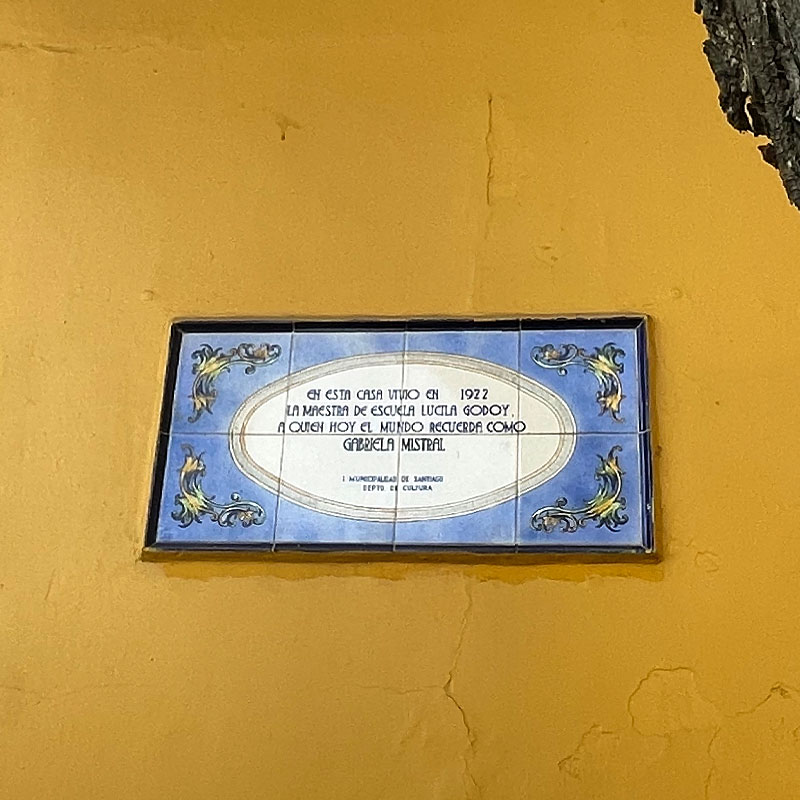 EN ESTA CASA VIVIO EN 1922
LA MAESTRA DE ESCUELA LUCILA GODOY,
A QUIEN HOY EL MUNDO RECUERDA COMO
GABRIELA MISTRAL
I MUNICIPALIDAD DE SANTIAGO
DEPTO. DE CULTURA